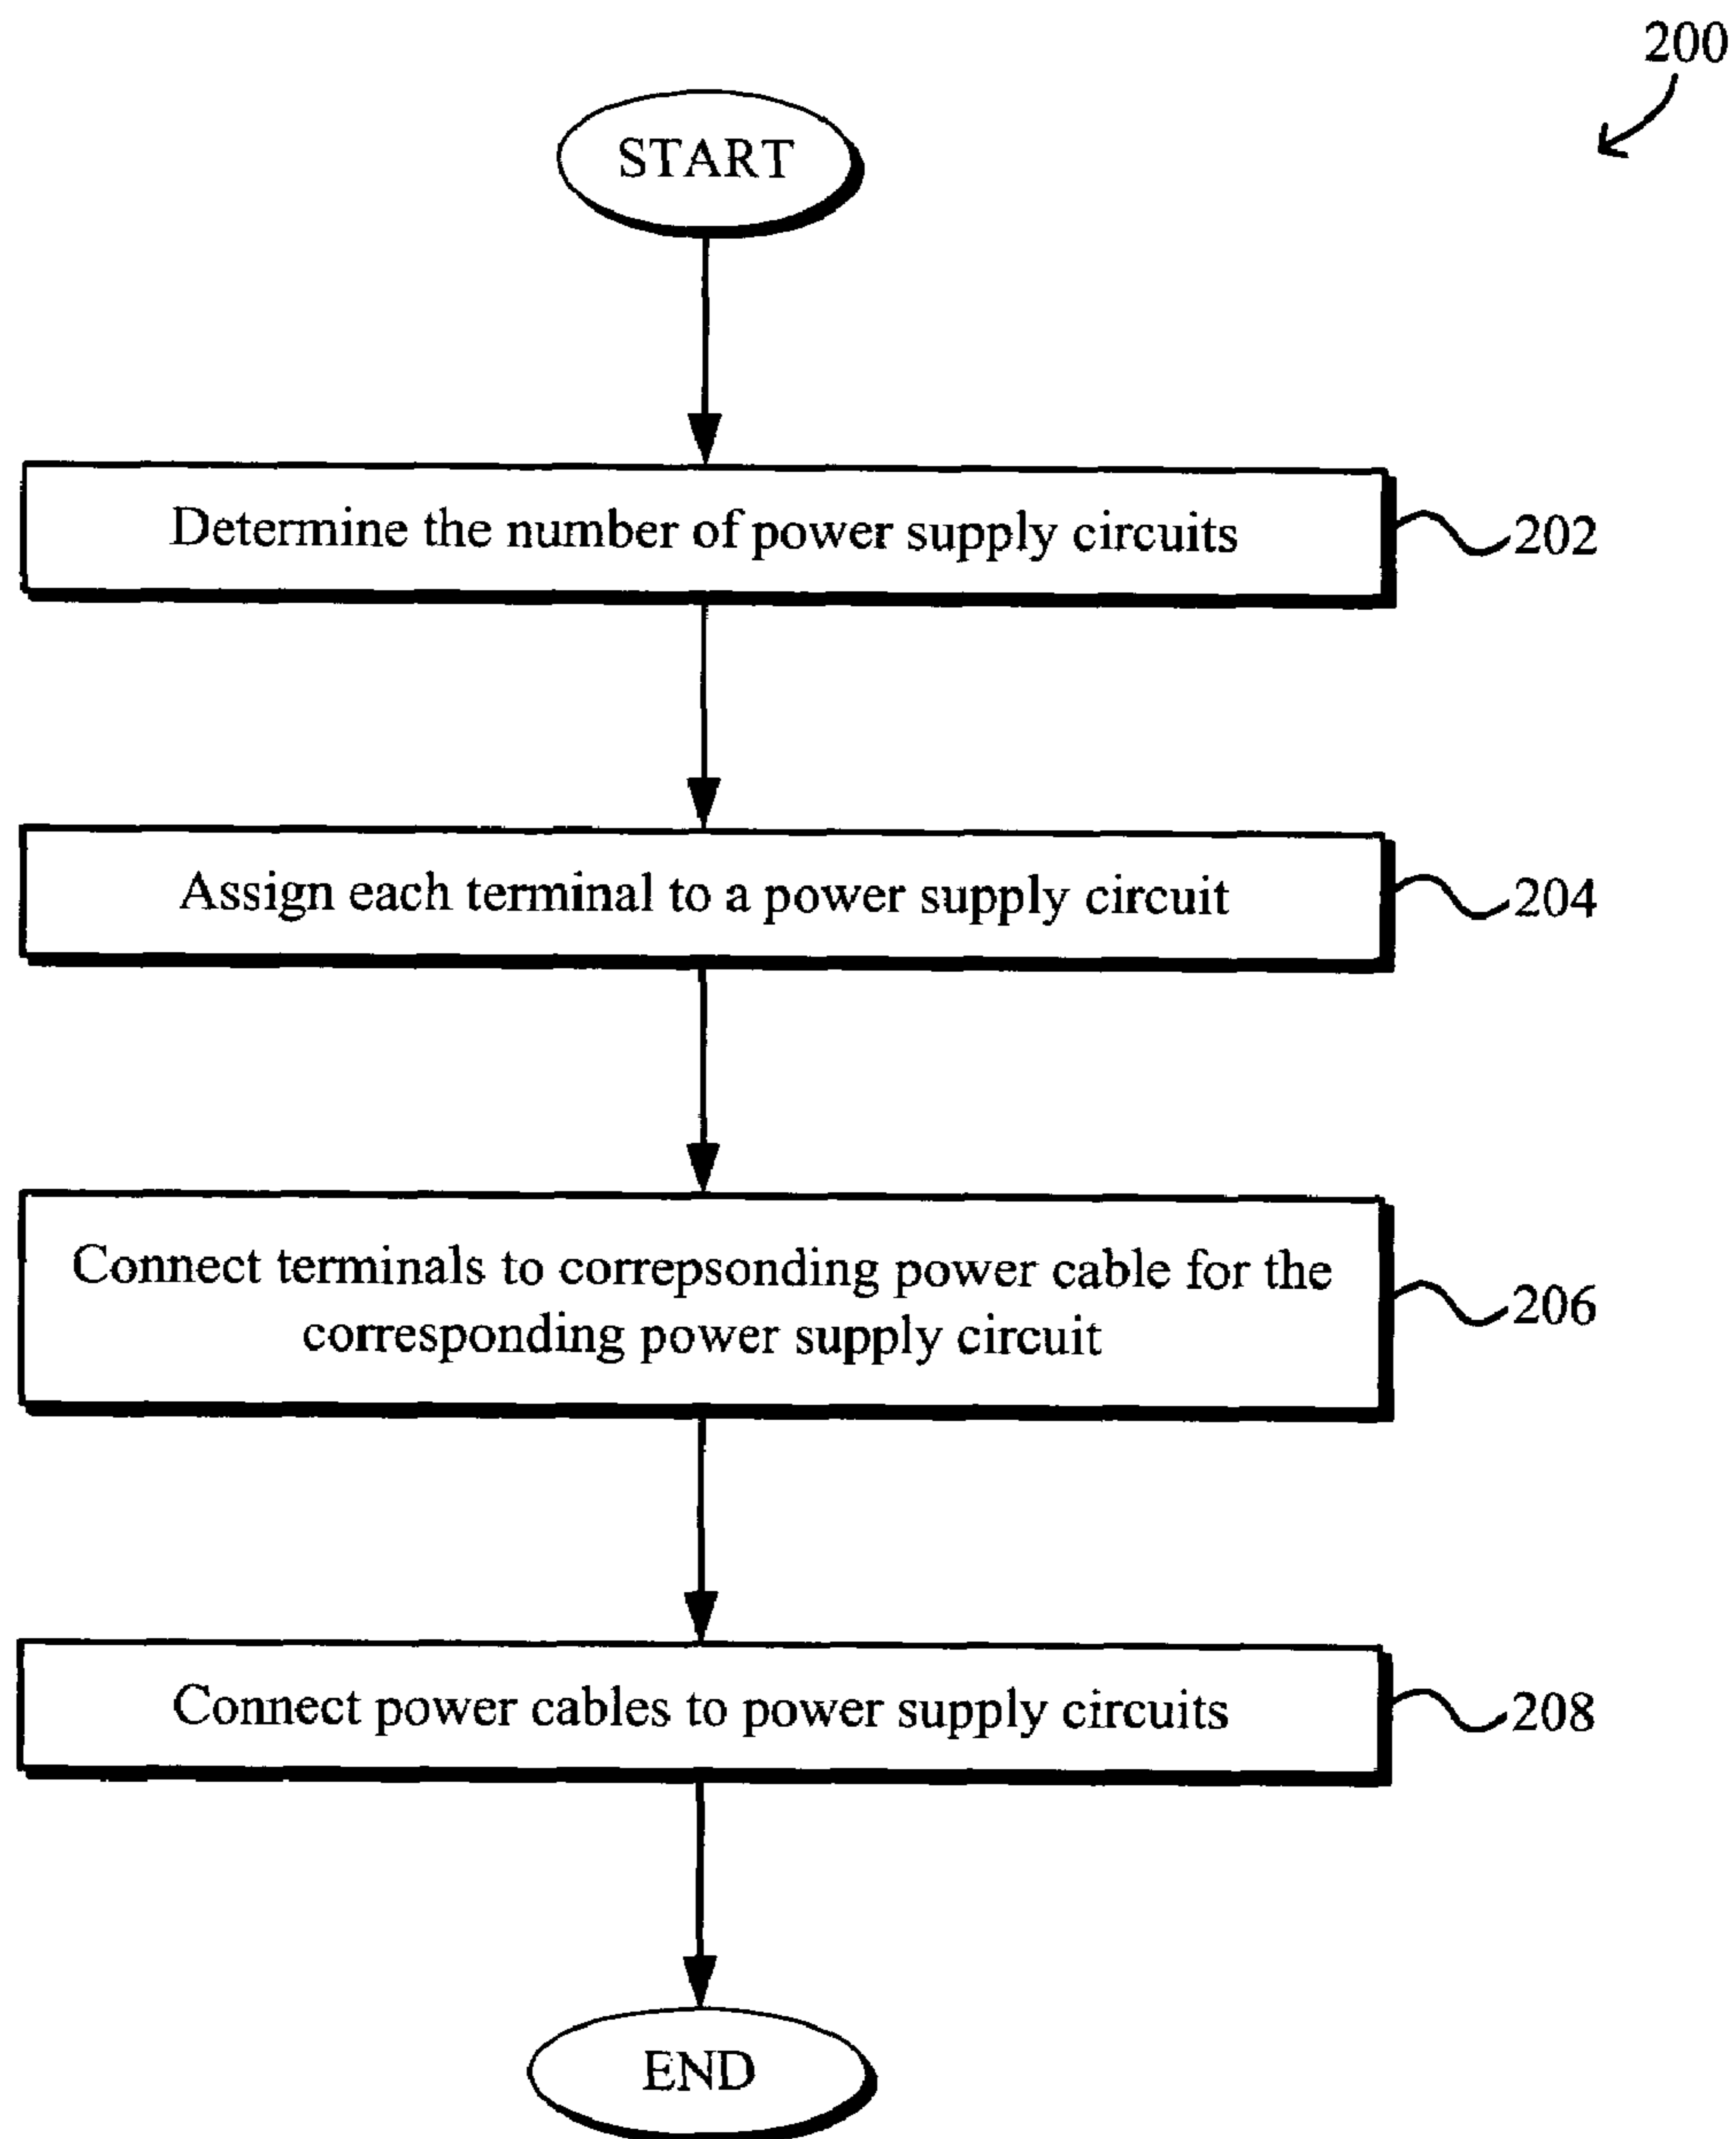 200
START
Determine the number of power supply circuits
202
Assign each terminal to a power supply circuit
204
Connect terminals to correpsonding power cable for the
corresponding power supply circuit
206
Connect power cables to power supply circuits
208
END